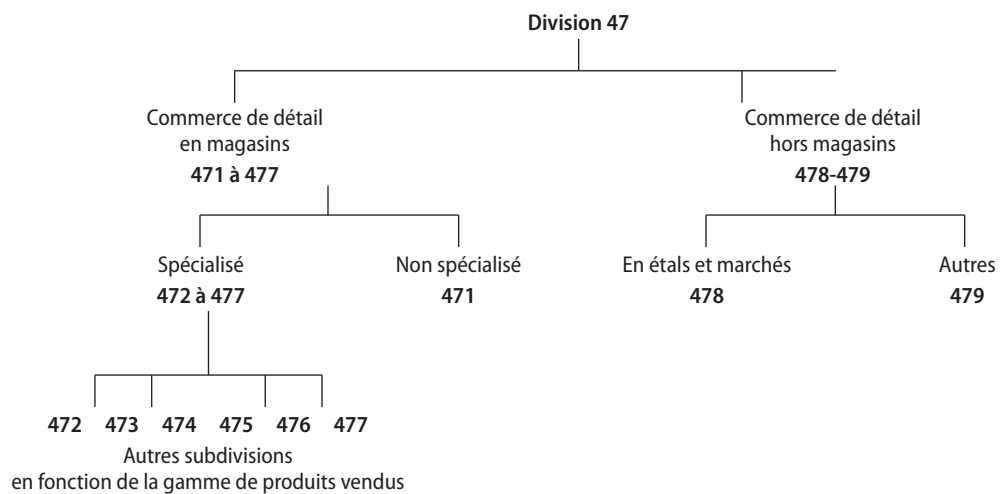 Division 47
Commerce de détail
en magasins
471 à 477
Commerce de détail
hors magasins
478-479
Spécialisé
472 à 477
Non spécialisé
471
En étals et marchés
478
Autres
479
472 473 474 475 476 477
Autres subdivisions
en fonction de la gamme de produits vendus